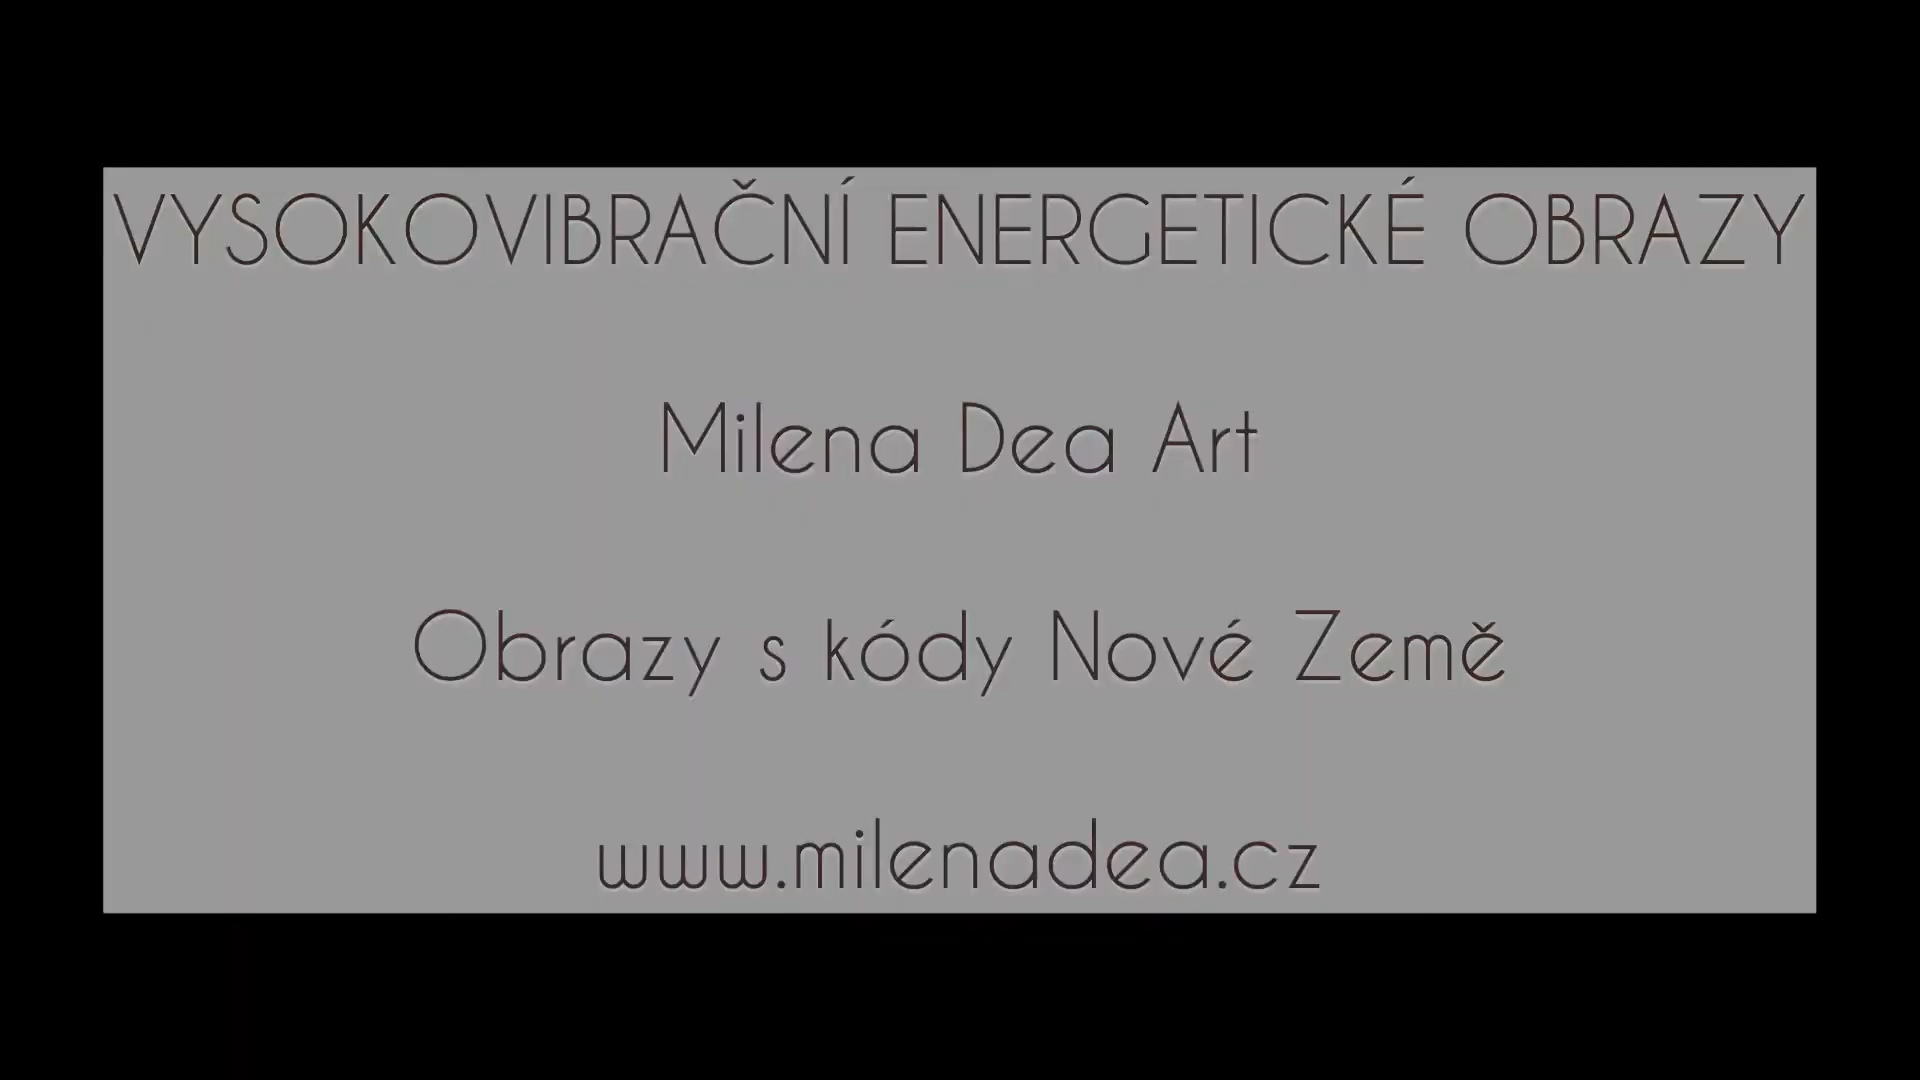 VYSOKOVIBRAČNÍ ENERGETICKÉ OBRAZY
Milena Dea Art
Obrazy s kódy Nové Země
www.milenadea.cz